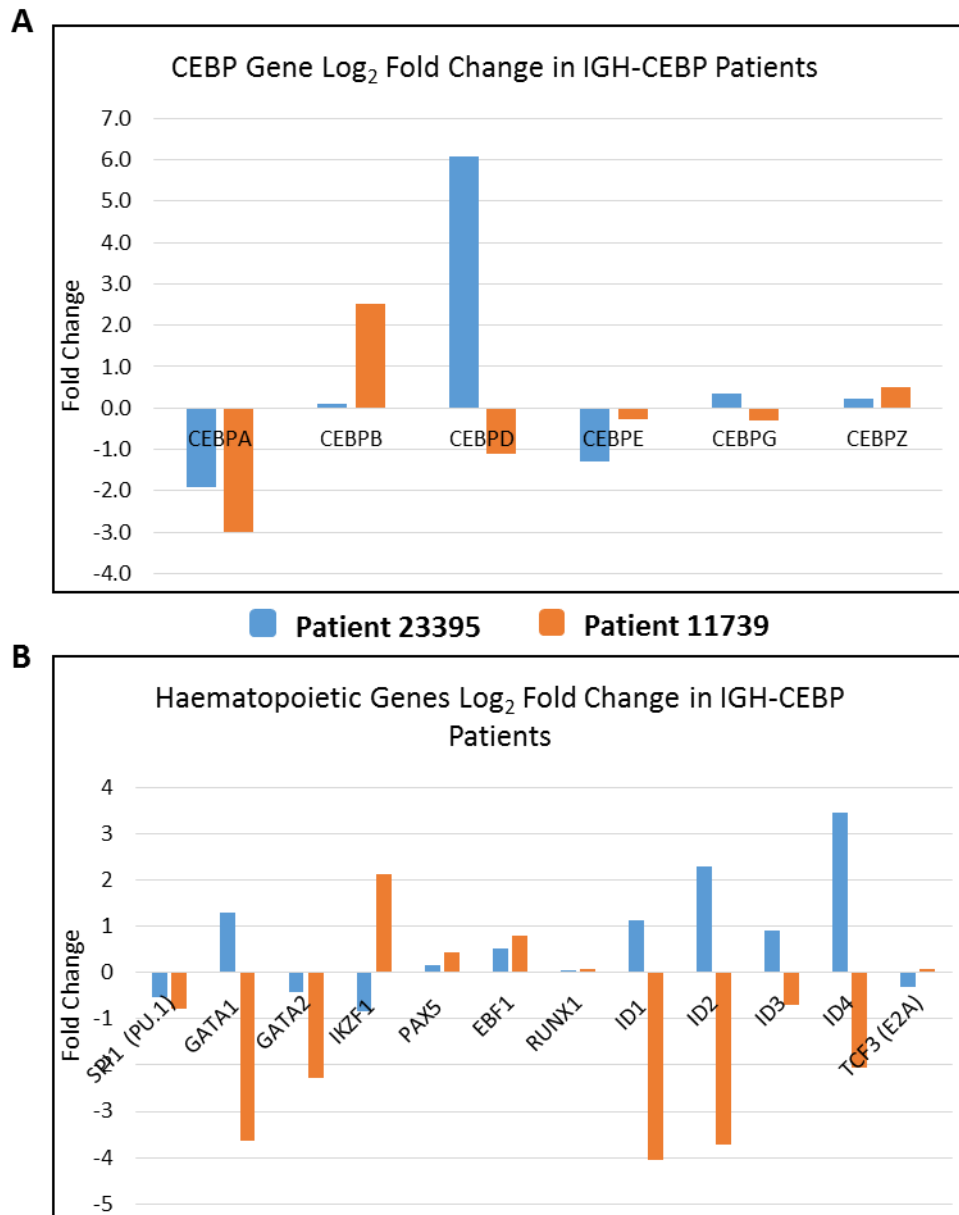 A
CEBP Gene Log₂ Fold Change in IGH-CEBP Patients
7.0
6.0
5.0
4.0
3.0
2.0
1.0
0.0
-1.0
-2.0
-3.0
-4.0
Fold Change
CEBPA CEBPB CEBPD CEBPE CEBPG CEBPZ
Patient 23395 Patient 11739
B
Haematopoietic Genes Log₂ Fold Change in IGH-CEBP
Patients
4
3
2
1
0
-1
-2
-3
-4
-5
Fold Change
SPI1 (PU.1) GATA1 GATA2 IKZF1 PAX5 EBF1 RUNX1 ID1 ID2 ID3 ID4 TCF3 (E2A)